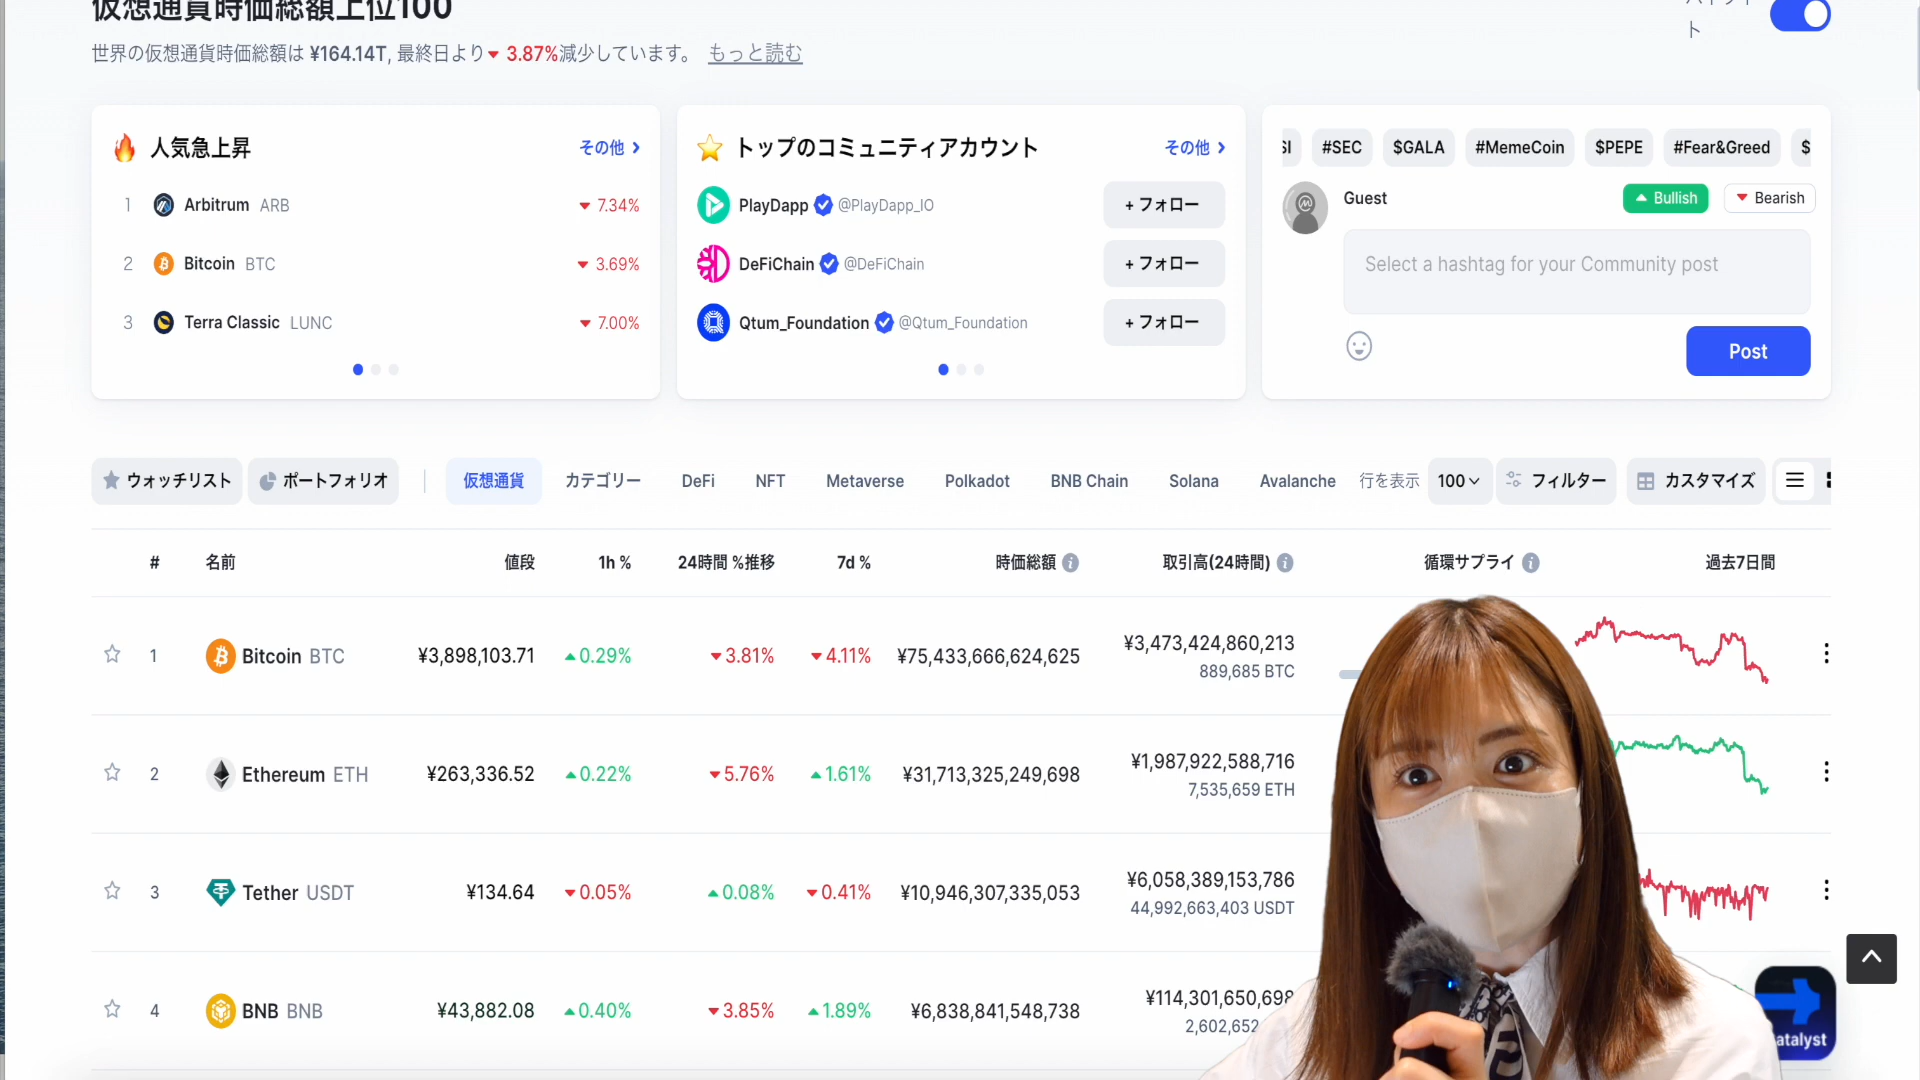 仮想通貨時価総額上位100
世界の仮想通貨時価総額は ¥164.14T, 最終日より 3.87%減少しています。 もっと読む
ト
人気急上昇 その他
1 Arbitrum ARB 7.34%
2 Bitcoin BTC 3.69%
3 Terra Classic LUNC 7.00%
トップのコミュニティアカウント その他
PlayDapp @PlayDapp_IO + フォロー
DeFiChain @DeFiChain + フォロー
Qtum_Foundation @Qtum_Foundation + フォロー
#SEC $GALA #MemeCoin $PEPE #Fear&Greed $
Guest Bullish Bearish
Select a hashtag for your Community post
Post
ウォッチリスト ポートフォリオ 仮想通貨 カテゴリー DeFi NFT Metaverse Polkadot BNB Chain Solana Avalanche 行を表示 100 フィルター カスタマイズ
# 名前 値段 1h % 24時間 %推移 7d % 時価総額 取引高(24時間) 循環サプライ 過去7日間
1 Bitcoin BTC ¥3,898,103.71 0.29% 3.81% 4.11% ¥75,433,666,624,625 ¥3,473,424,860,213
889,685 BTC
2 Ethereum ETH ¥263,336.52 0.22% 5.76% 1.61% ¥31,713,325,249,698 ¥1,987,922,588,716
7,535,659 ETH
3 Tether USDT ¥134.64 0.05% 0.08% 0.41% ¥10,946,307,335,053 ¥6,058,389,153,786
44,992,663,403 USDT
4 BNB BNB ¥43,882.08 0.40% 3.85% 1.89% ¥6,838,841,548,738 ¥114,301,650,698
2,602,652
atalyst